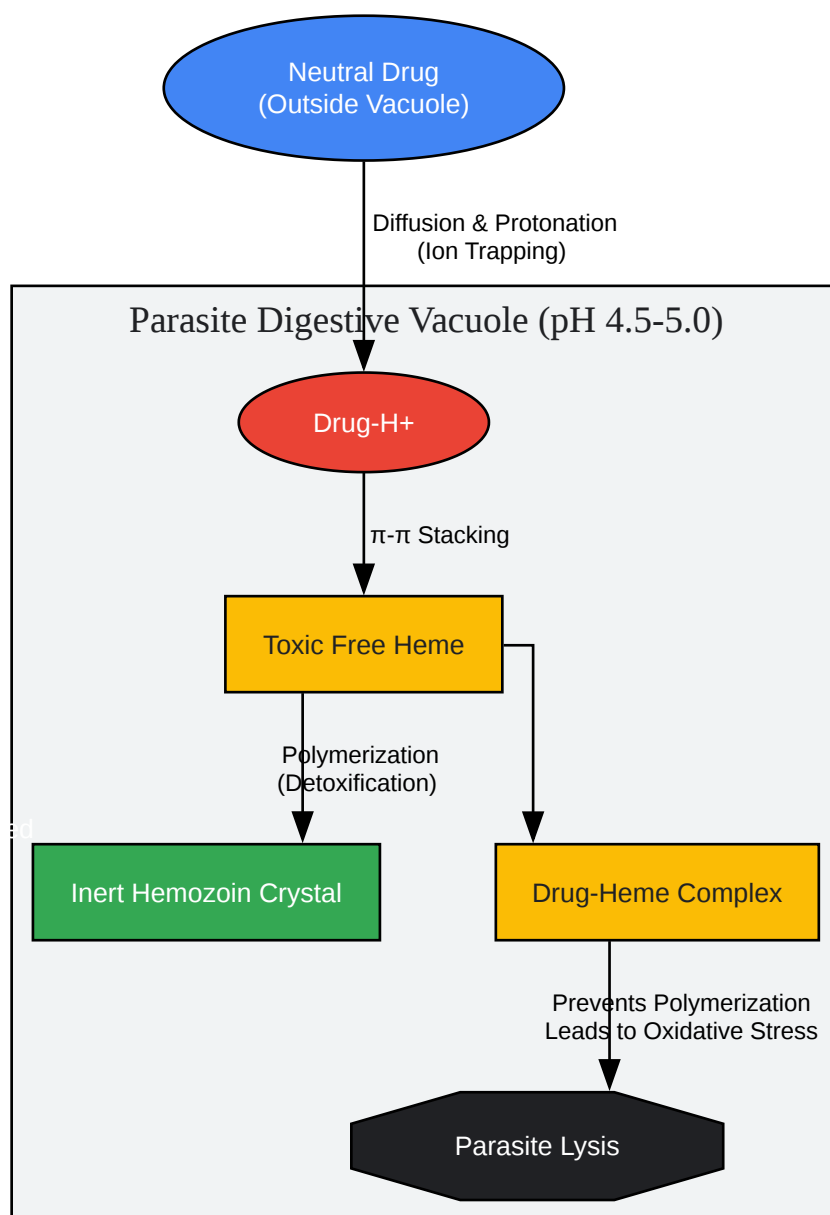 Neutral Drug
(Outside Vacuole)
Diffusion & Protonation
(Ion Trapping)
Parasite Digestive Vacuole (pH 4.5-5.0)
Drug-H+
π-π Stacking
Toxic Free Heme
Polymerization
(Detoxification)
Inert Hemozoin Crystal
Drug-Heme Complex
Prevents Polymerization
Leads to Oxidative Stress
Parasite Lysis